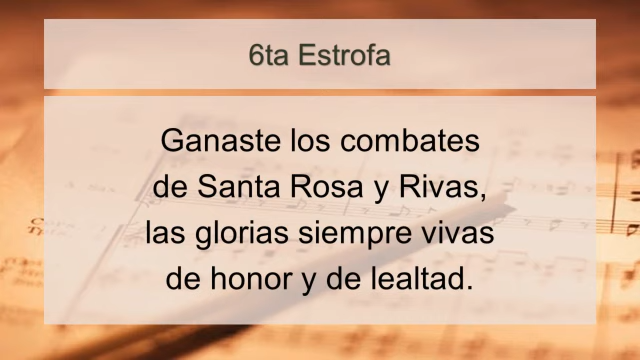 6ta Estrofa
Ganaste los combates
de Santa Rosa y Rivas,
las glorias siempre vivas
de honor y de lealtad.